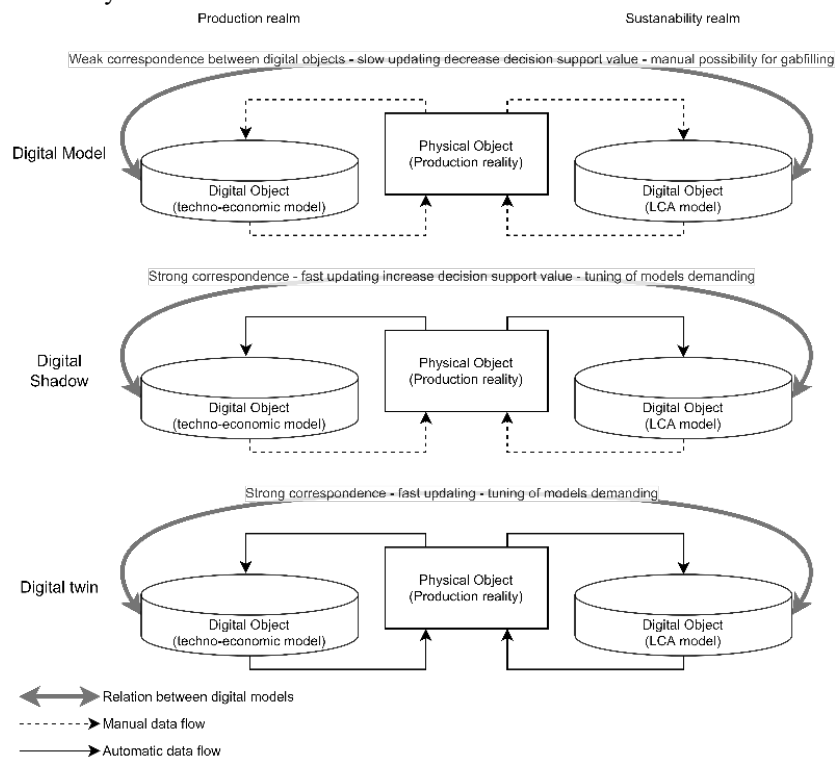 Production realm
Sustanability realm
Weak correspondence between digital objects - slow updating decrease decision support value - manual possibility for gabfilling
Digital Model
Physical Object
(Production reality)
Digital Object
(techno-economic model)
Digital Object
(LCA model)
Strong correspondence - fast updating increase decision support value - tuning of models demanding
Digital
Shadow
Physical Object
(Production reality)
Digital Object
(techno-economic model)
Digital Object
(LCA model)
Strong correspondence - fast updating - tuning of models demanding
Digital twin
Physical Object
(Production reality)
Digital Object
(techno-economic model)
Digital Object
(LCA model)
Relation between digital models
Manual data flow
Automatic data flow